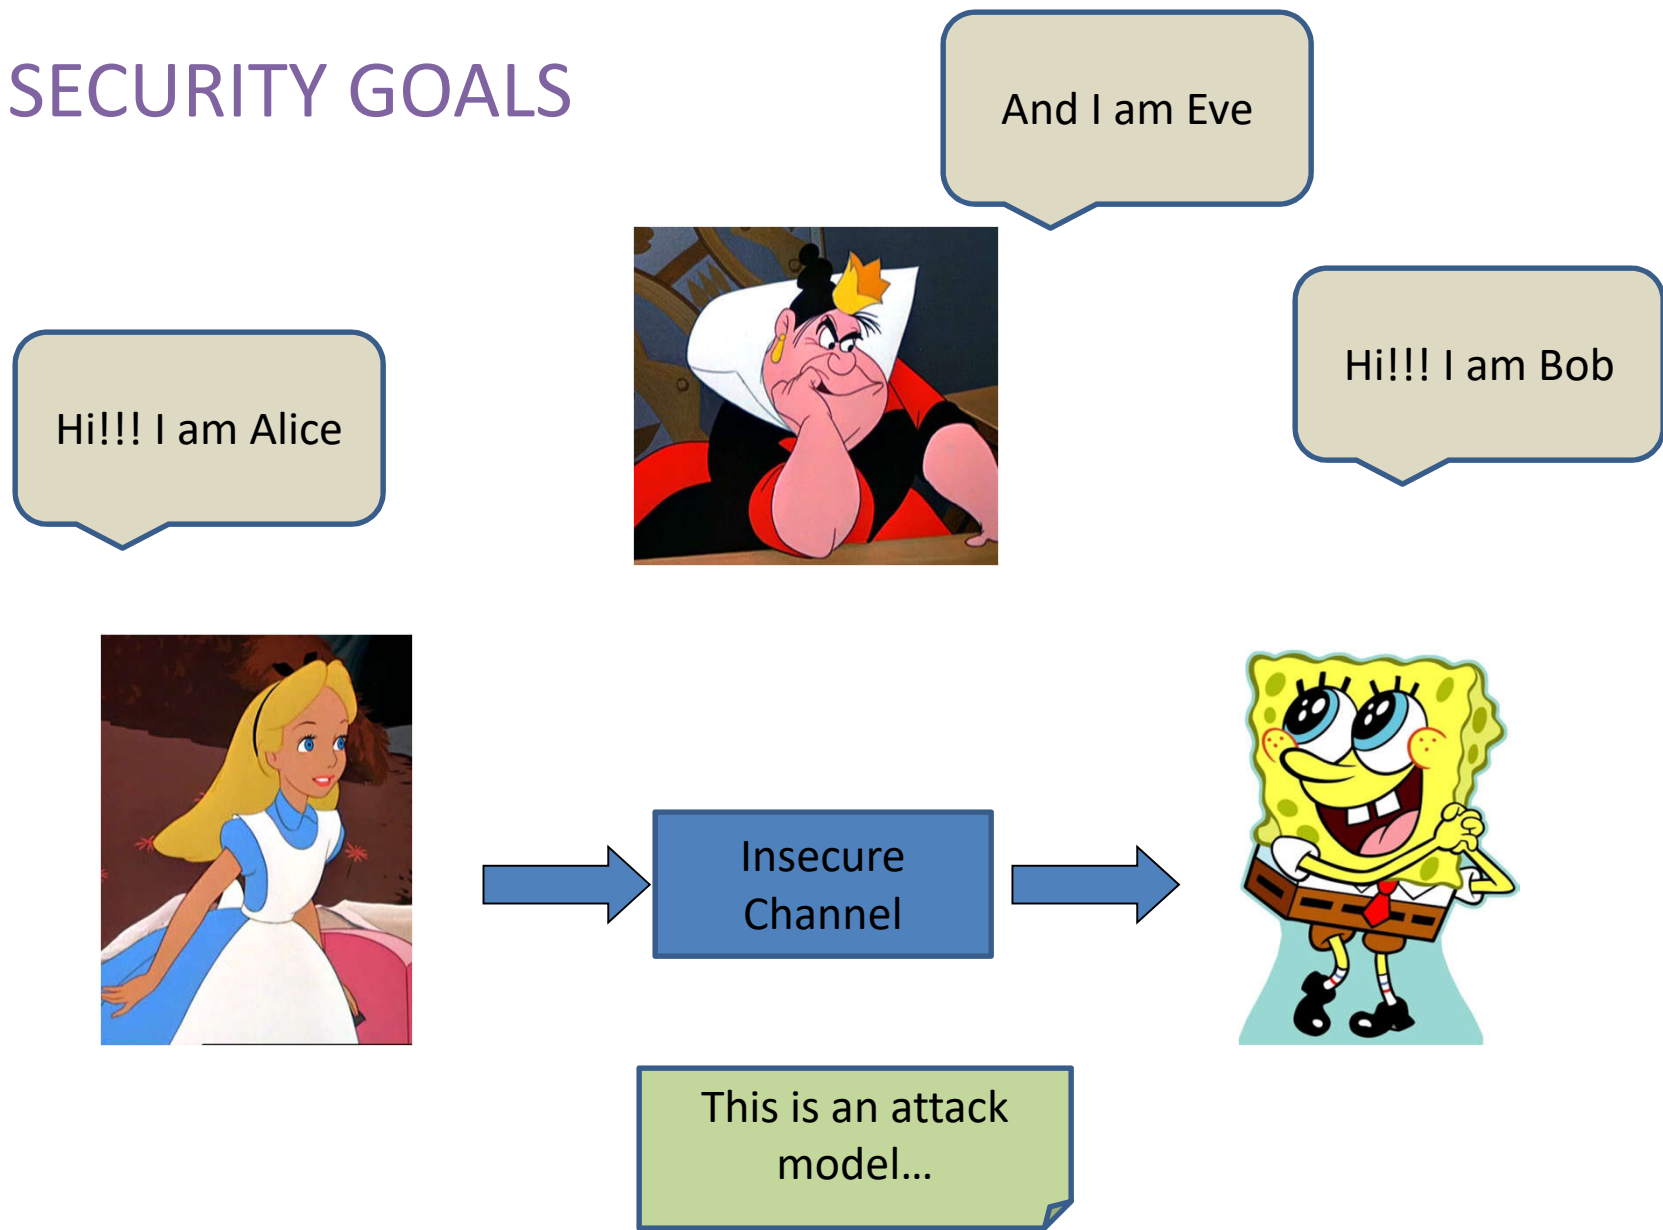 SECURITY GOALS
And I am Eve
Hi!!! I am Bob
Hi!!! I am Alice
Insecure
Channel
This is an attack
model…